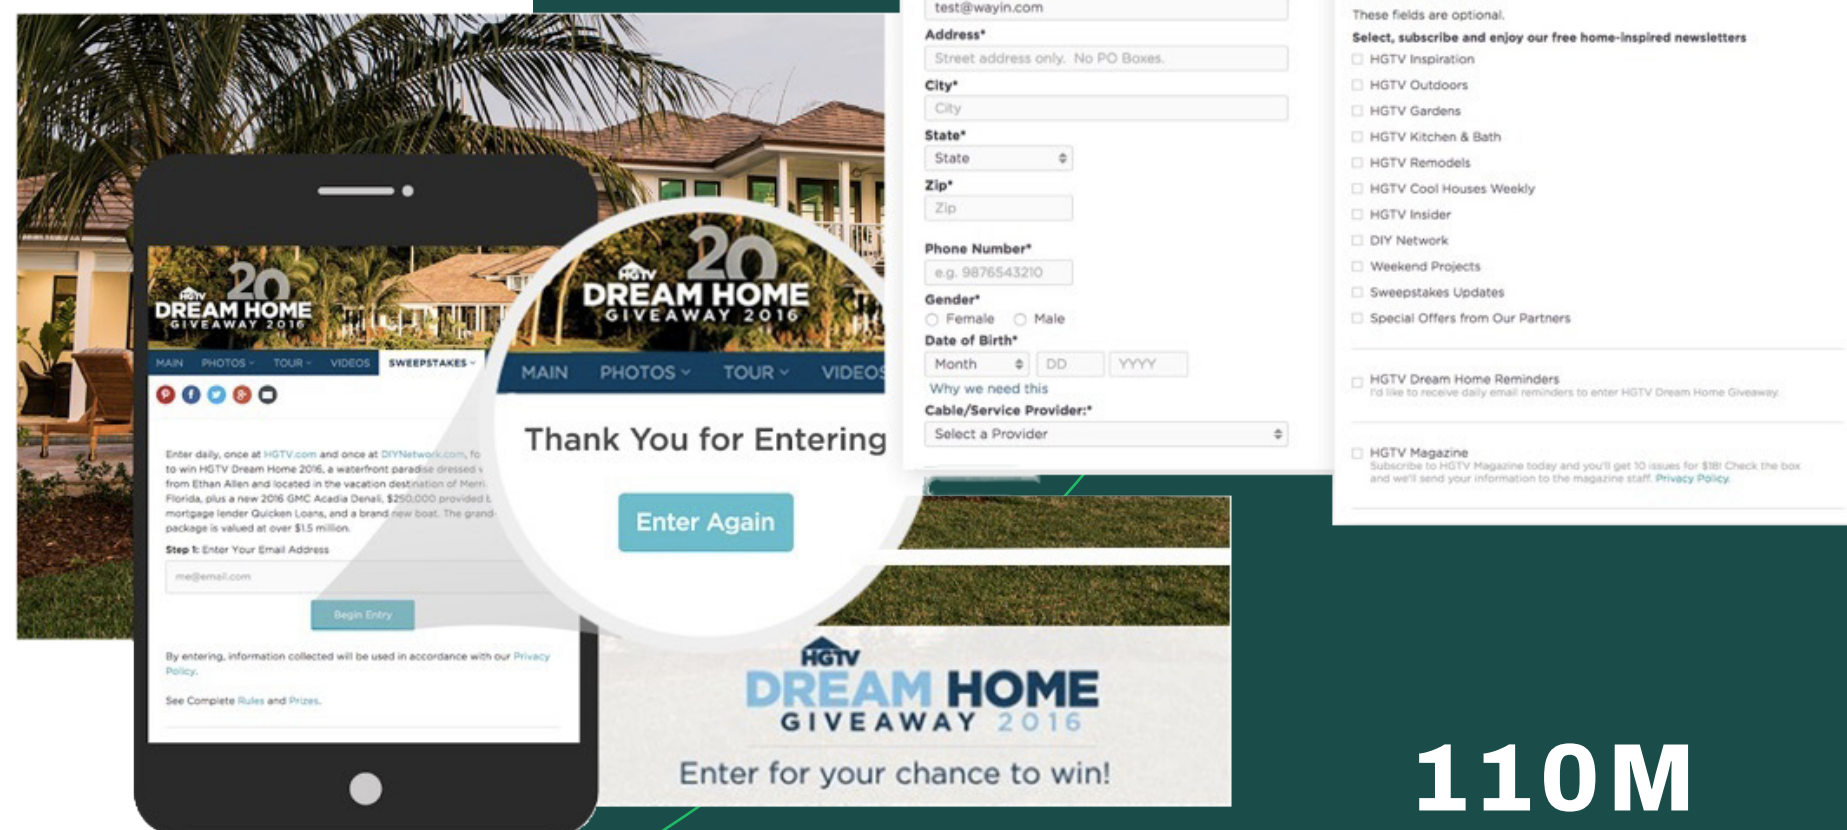 HGTV
20
DREAM HOME
GIVEAWAY 2016
MAIN PHOTOS TOUR VIDEOS SWEEPSTAKES
Enter daily, once at HGTV.com and once at DIYNetwork.com, fo
to win HGTV Dream Home 2016, a waterfront paradise dressed
from Ethan Allen and located in the vacation destination of Merri
Florida, plus a new 2016 GMC Acadia Denali, $250,000 provided
mortgage lender Quicken Loans, and a brand new boat. The grand-
package is valued at over $1.5 million.
Step 1: Enter Your Email Address
me@email.com
Begin Entry
By entering, information collected will be used in accordance with our Privacy
Policy.
See Complete Rules and Prizes.
HGTV
20
DREAM HOME
GIVEAWAY 2016
MAIN PHOTOS TOUR VIDEOS
Thank You for Entering
Enter Again
HGTV
DREAM HOME
GIVEAWAY 2016
Enter for your chance to win!
test@wayin.com
Address*
Street address only. No PO Boxes.
City*
City
State*
State
Zip*
Zip
Phone Number*
e.g. 9876543210
Gender*
Female Male
Date of Birth*
Month DD YYYY
Why we need this
Cable/Service Provider:*
Select a Provider
These fields are optional.
Select, subscribe and enjoy our free home-inspired newsletters
HGTV Inspiration
HGTV Outdoors
HGTV Gardens
HGTV Kitchen & Bath
HGTV Remodels
HGTV Cool Houses Weekly
HGTV Insider
DIY Network
Weekend Projects
Sweepstakes Updates
Special Offers from Our Partners
HGTV Dream Home Reminders
I'd like to receive daily email reminders to enter HGTV Dream Home Giveaway.
HGTV Magazine
Subscribe to HGTV Magazine today and you'll get 10 issues for $18! Check the box
and we'll send your information to the magazine staff. Privacy Policy.
110M